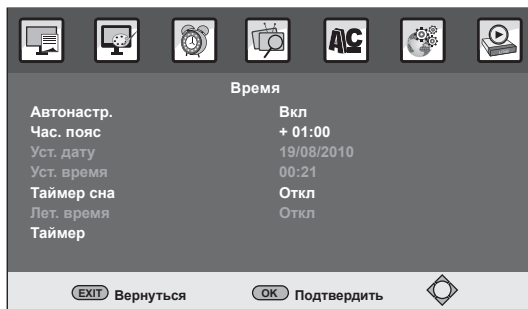 AC
Время
Автонастр. Вкл
Час. пояс + 01:00
Уст. дату 19/08/2010
Уст. время 00:21
Таймер сна Откл
Лет. время Откл
Таймер
EXIT Вернуться OK Подтвердить